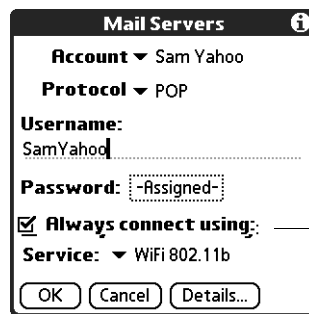 Mail Servers
Account Sam Yahoo
Protocol POP
Username:
SamYahoo
Password: -Assigned-
Always connect using:
Service: WiFi 802.11b
OK Cancel Details...